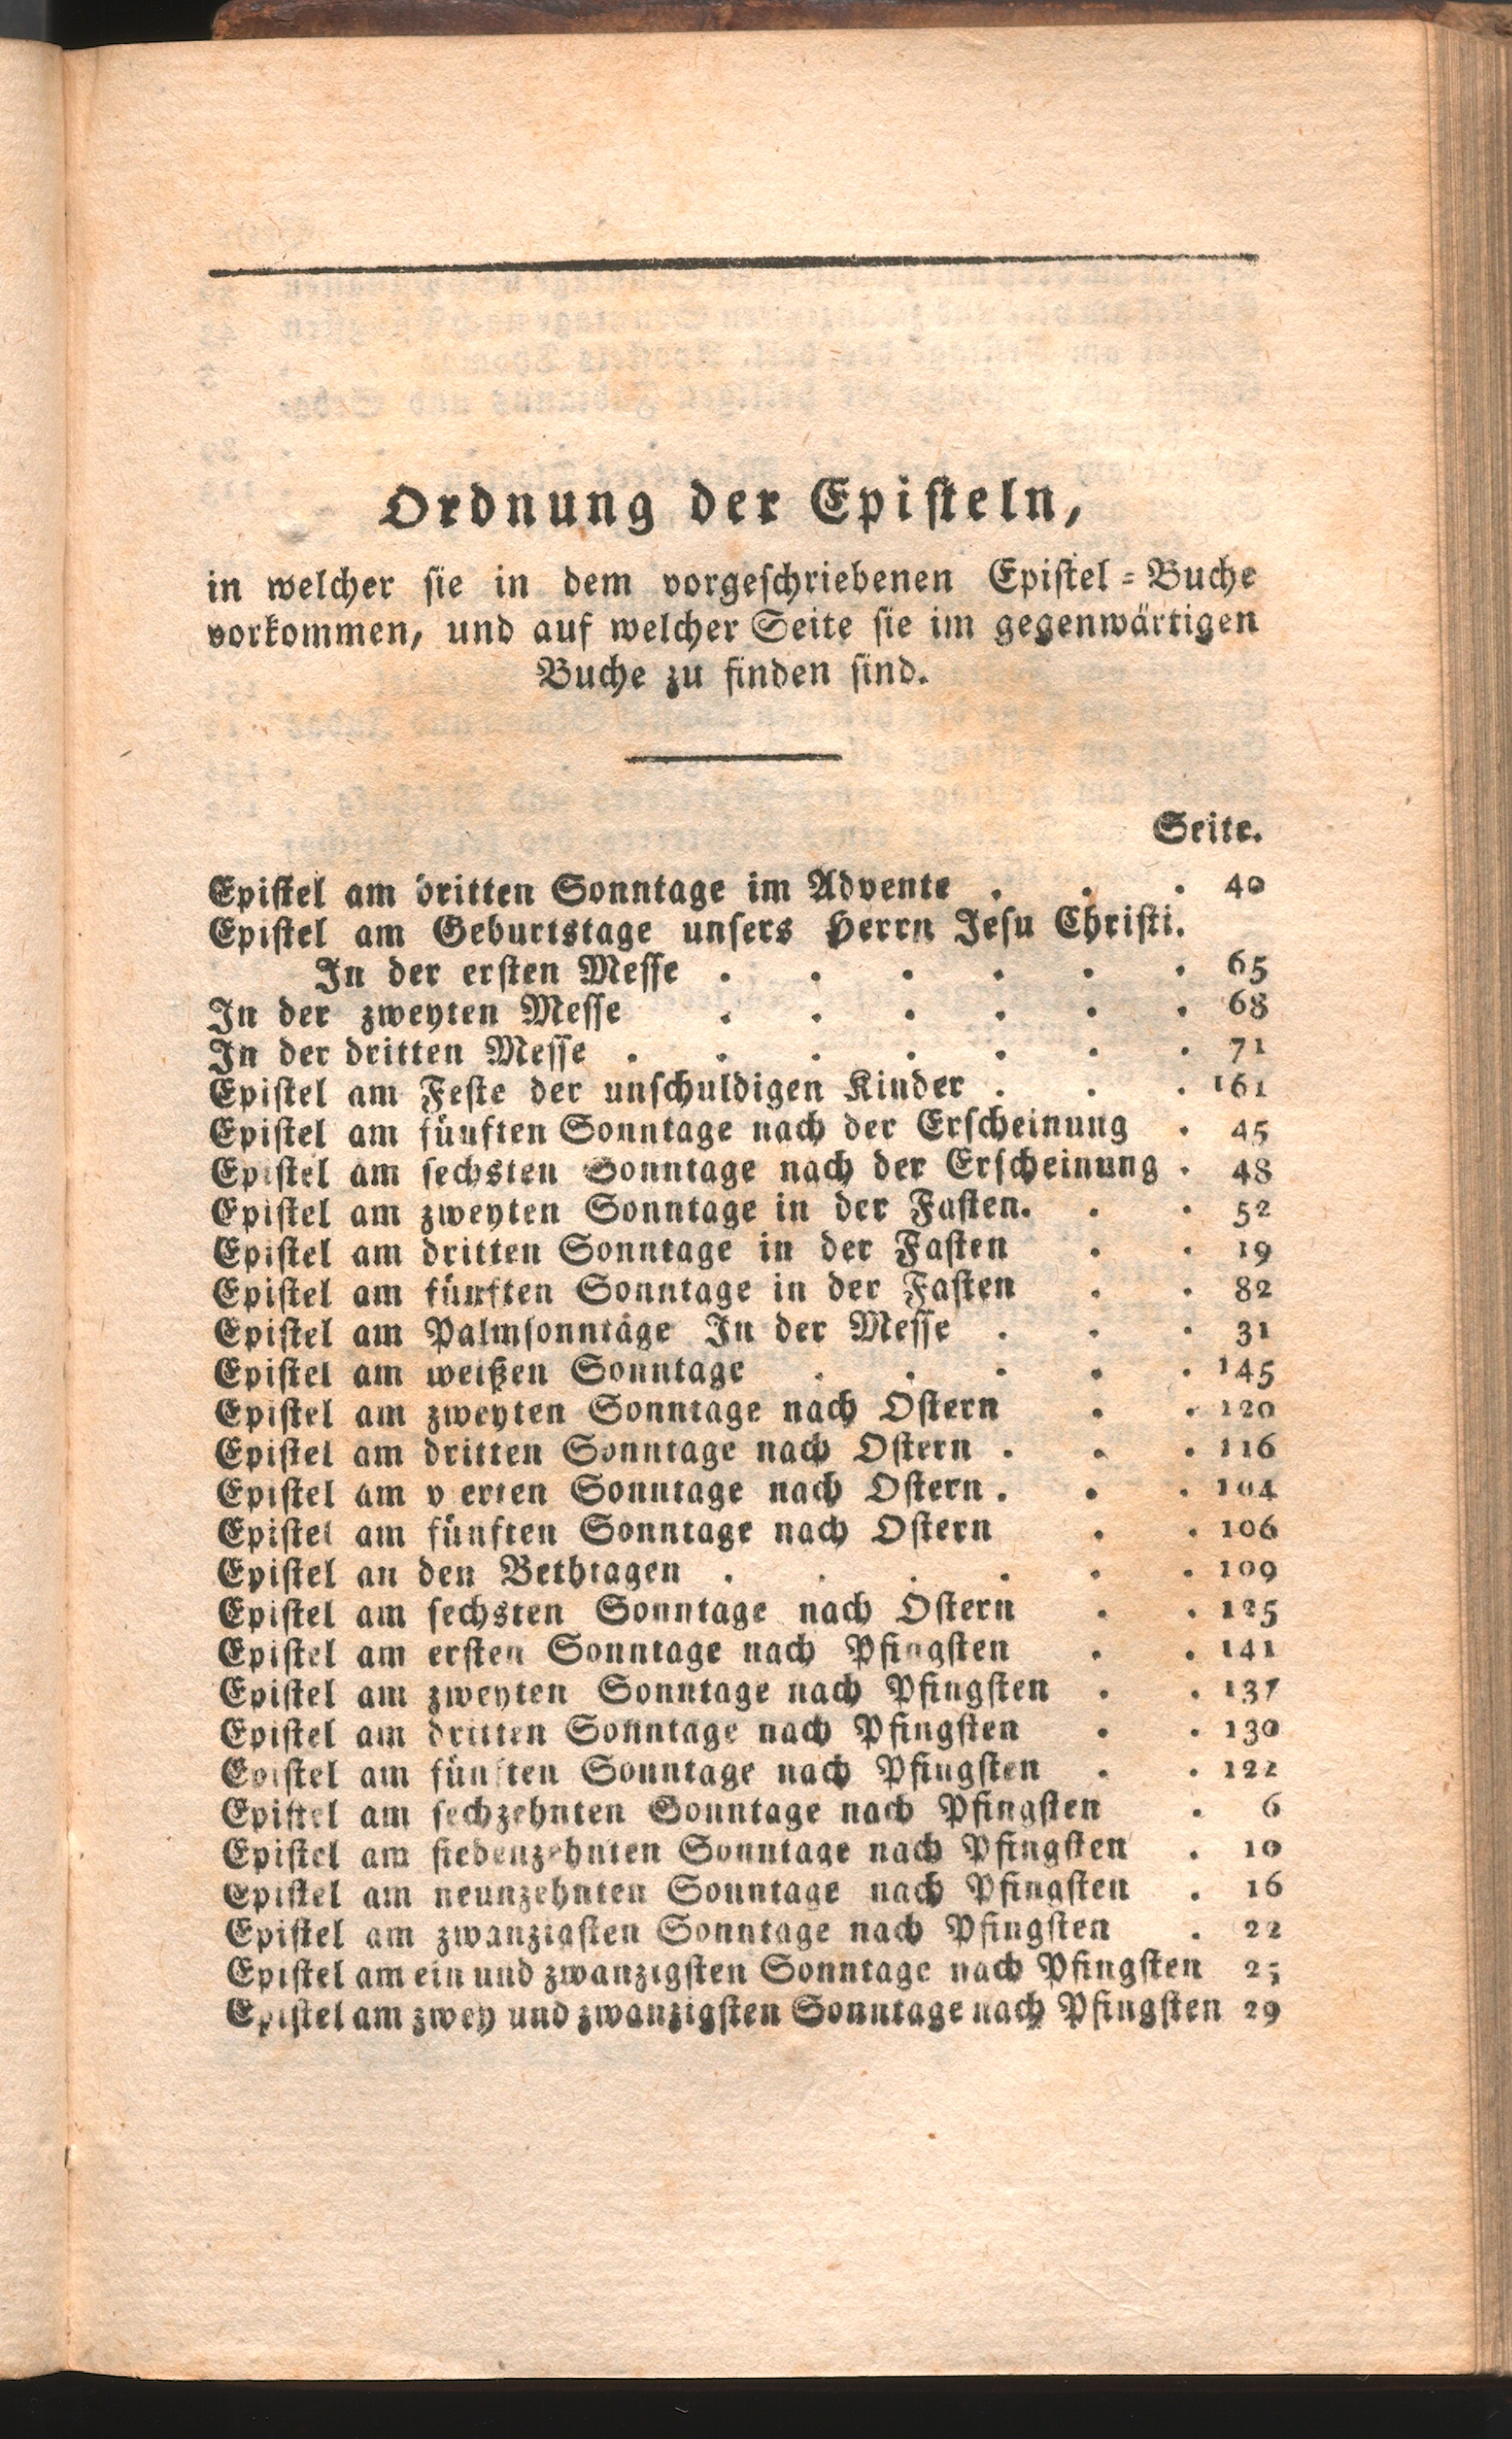 Ordnung der Episteln,
in welcher sie in dem vorgeschriebenen Epistel-Buche
vorkommen, und auf welcher Seite sie im gegenwärtigen
Buche zu finden sind.
Seite.
Epistel am dritten Sonntage im Advente . . . 40
Epistel am Geburtstage unsers Herrn Jesu Christi.
In der ersten Messe . . . . . . 65
In der zweyten Messe . . . . . . 68
In der dritten Messe . . . . . . . 71
Epistel am Feste der unschuldigen Kinder . . . 161
Epistel am fünften Sonntage nach der Erscheinung . 45
Epistel am sechsten Sonntage nach der Erscheinung . 48
Epistel am zweyten Sonntage in der Fasten. . . 52
Epistel am dritten Sonntage in der Fasten . . 19
Epistel am fünften Sonntage in der Fasten . . 82
Epistel am Palmsonntage In der Messe . . . 31
Epistel am weißen Sonntage . . . . . 145
Epistel am zweyten Sonntage nach Ostern . . 120
Epistel am dritten Sonntage nach Ostern . . . 116
Epistel am v erten Sonntage nach Ostern . . . 104
Epistel am fünften Sonntage nach Ostern . . 106
Epistel an den Bethtagen . . . . . . 109
Epistel am sechsten Sonntage nach Ostern . . 125
Epistel am ersten Sonntage nach Pfingsten . . 141
Epistel am zweyten Sonntage nach Pfingsten . . 137
Epistel am dritten Sonntage nach Pfingsten . . 130
Epistel am fünften Sonntage nach Pfingsten . . 122
Epistel am sechzehnten Sonntage nach Pfingsten . 6
Epistel am siebenzehnten Sonntage nach Pfingsten . 10
Epistel am neunzehnten Sonntage nach Pfingsten . 16
Epistel am zwanzigsten Sonntage nach Pfingsten . 22
Epistel am ein und zwanzigsten Sonntage nach Pfingsten 25
Epistel am zwey und zwanzigsten Sonntage nach Pfingsten 29